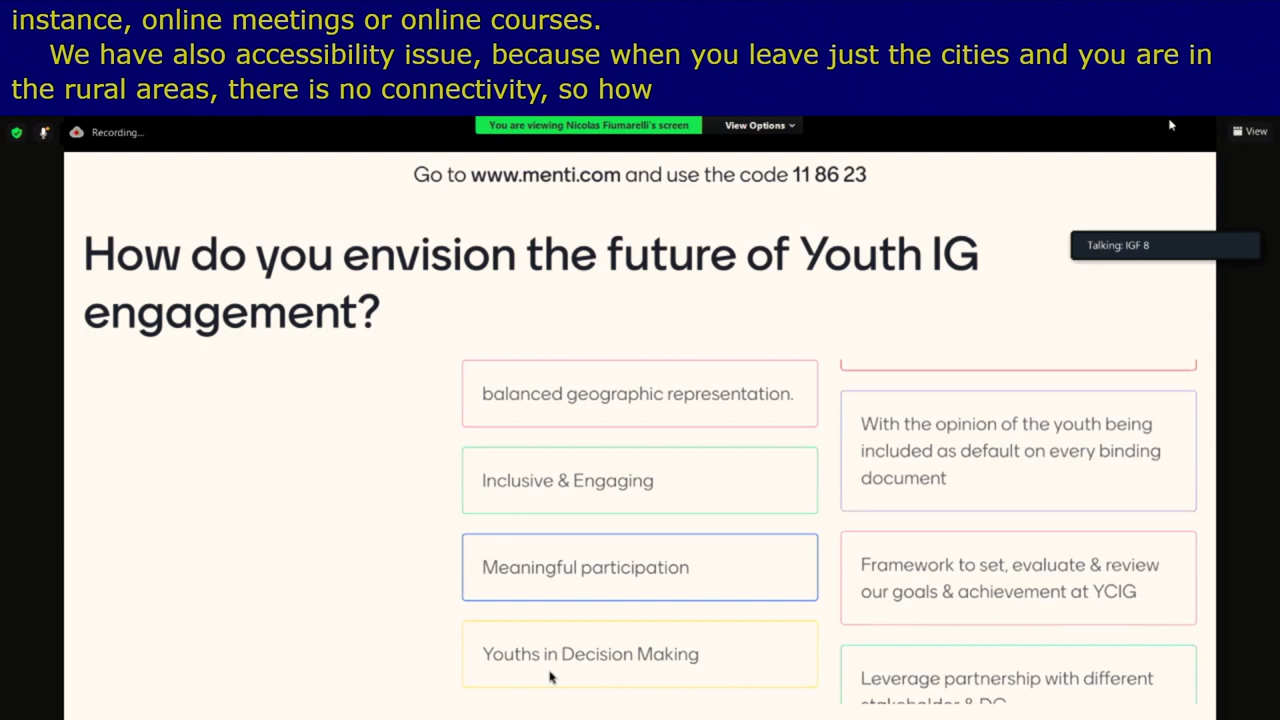 instance, online meetings or online courses.
We have also accessibility issue, because when you leave just the cities and you are in
the rural areas, there is no connectivity, so how
Recording...
You are viewing Nicolas Fiumarelli's screen
View Options
View
Go to www.menti.com and use the code 11 86 23
Talking: IGF 8
How do you envision the future of Youth IG
engagement?
balanced geographic representation.
Inclusive & Engaging
Meaningful participation
Youths in Decision Making
With the opinion of the youth being
included as default on every binding
document
Framework to set, evaluate & review
our goals & achievement at YCIG
Leverage partnership with different
stakeholder & DC